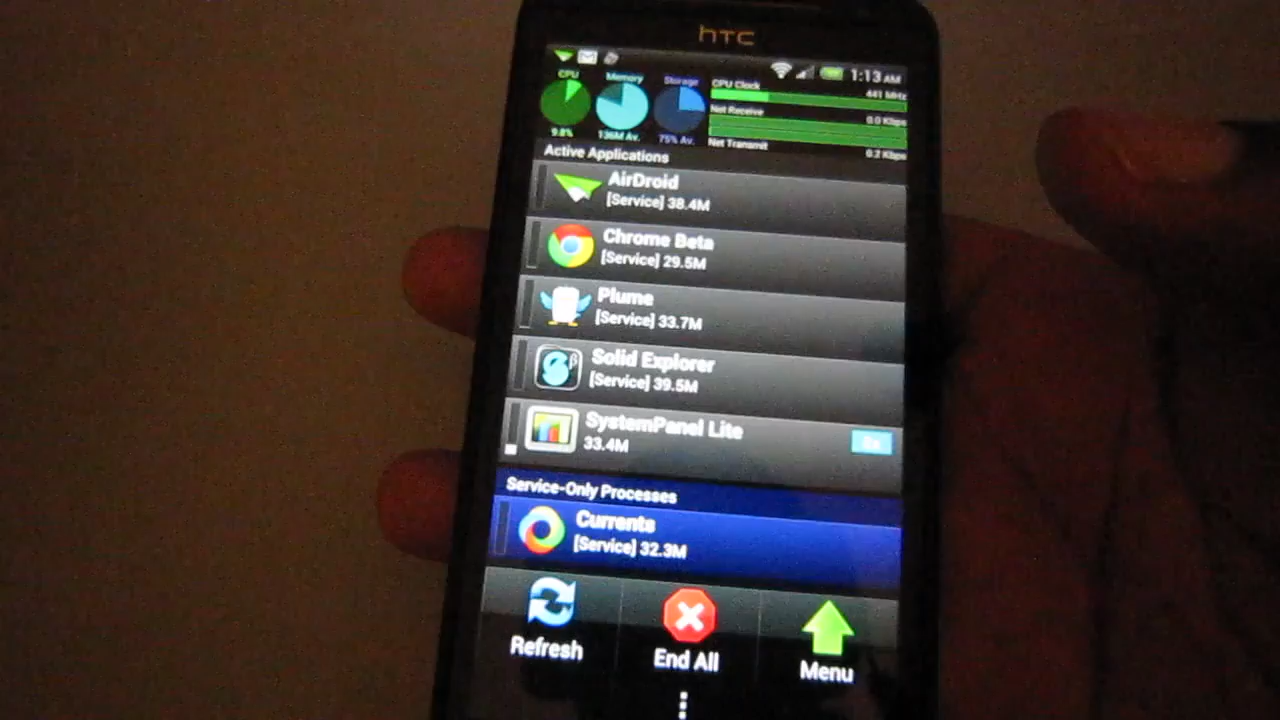 htc
1:13 AM
CPU
Memory
Storage
CPU Clock
441 MHz
Net Receive
0.0 Kbps
9.8%
136M Av.
75% Av.
Net Transmit
0.2 Kbps
Active Applications
AirDroid
[Service] 38.4M
Chrome Beta
[Service] 29.5M
Plume
[Service] 33.7M
Solid Explorer
[Service] 39.5M
SystemPanel Lite
33.4M
Service-Only Processes
Currents
[Service] 32.3M
Refresh
End All
Menu